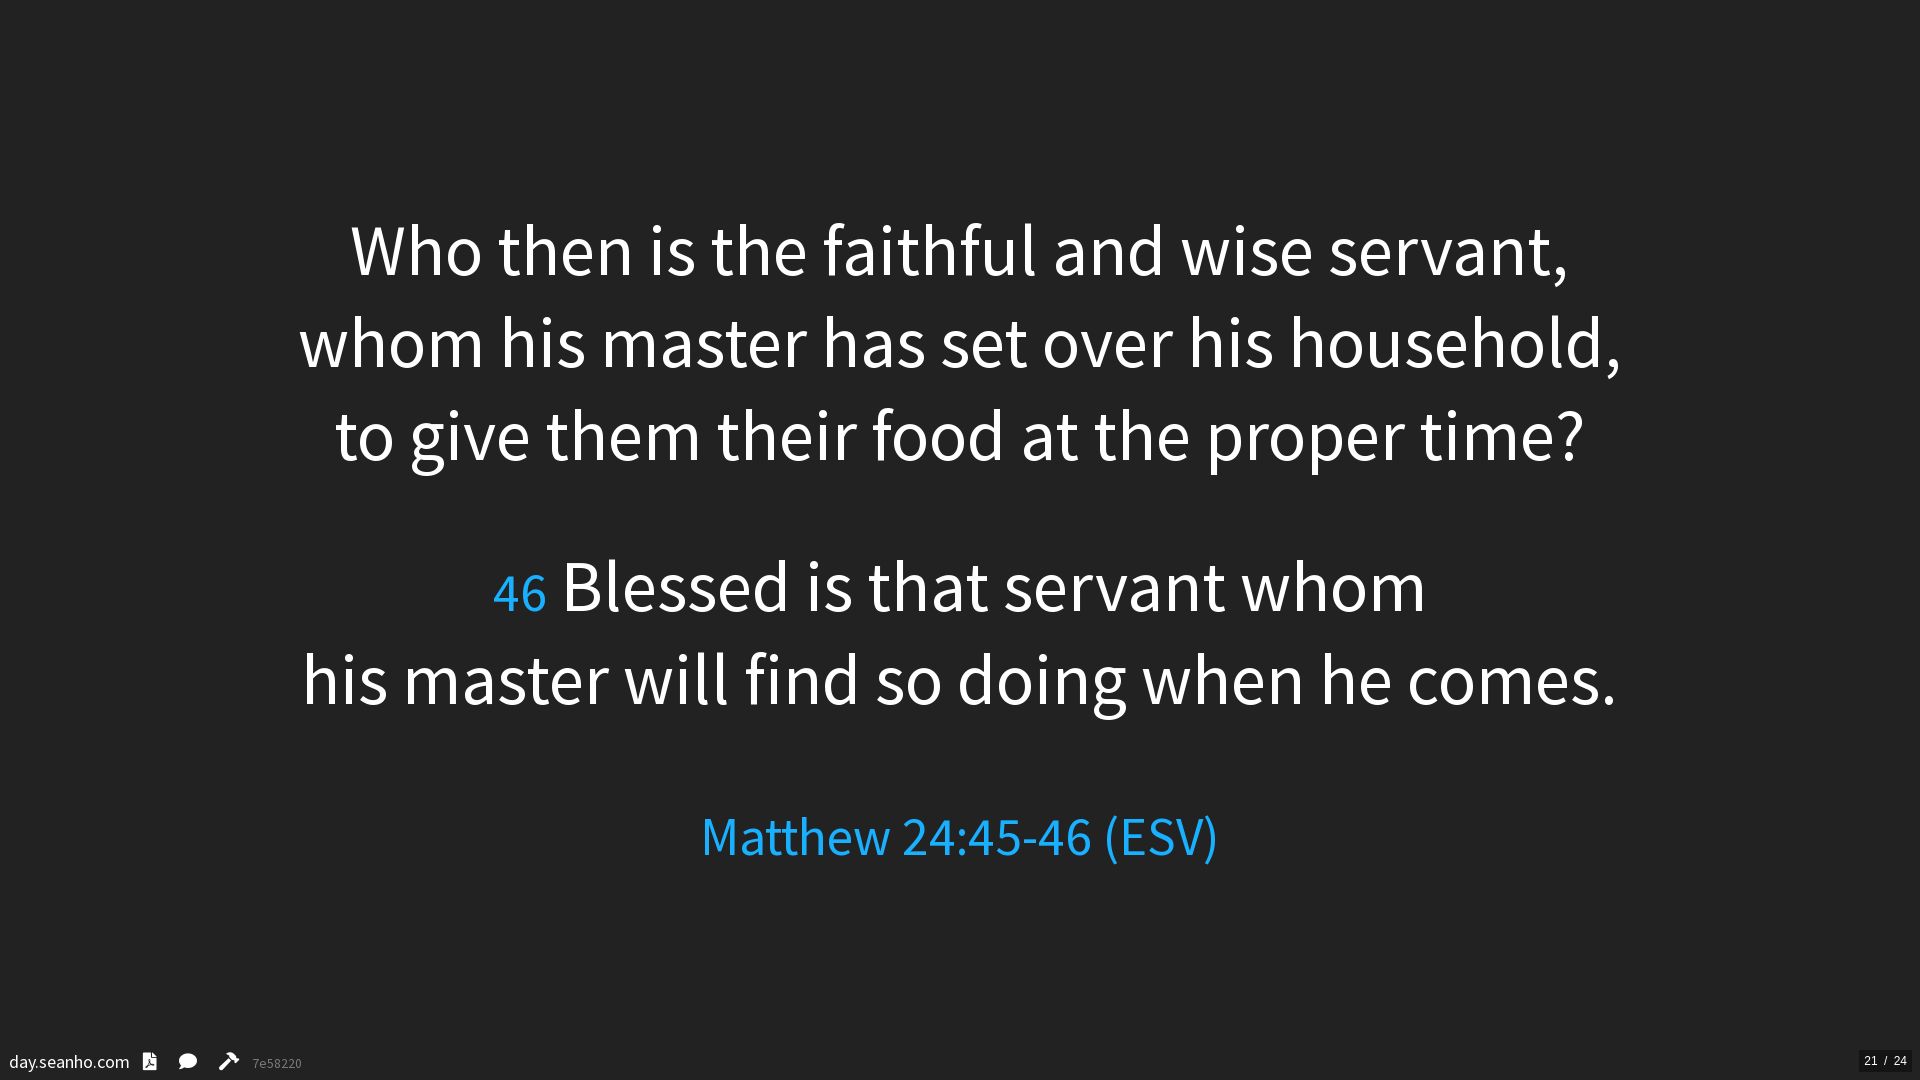 Who then is the faithful and wise servant,
whom his master has set over his household,
to give them their food at the proper time?
46 Blessed is that servant whom
his master will find so doing when he comes.
Matthew 24:45-46 (ESV)
day.seanho.com 7e58220
21 / 24